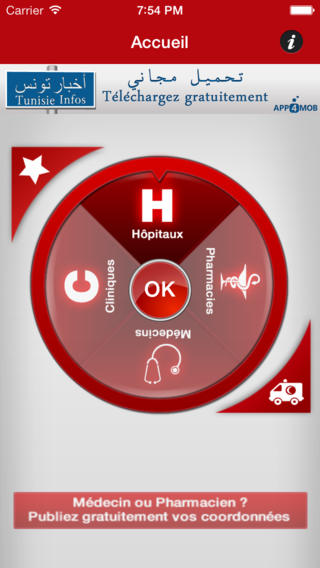 Carrier
7:54 PM
Accueil
i
أخبار تونس
Tunisie Infos
تحميل مجاني
Téléchargez gratuitement
APP4MOB
H
Hôpitaux
C
Cliniques
OK
Pharmacies
Médecins
Médecin ou Pharmacien ?
Publiez gratuitement vos coordonnées